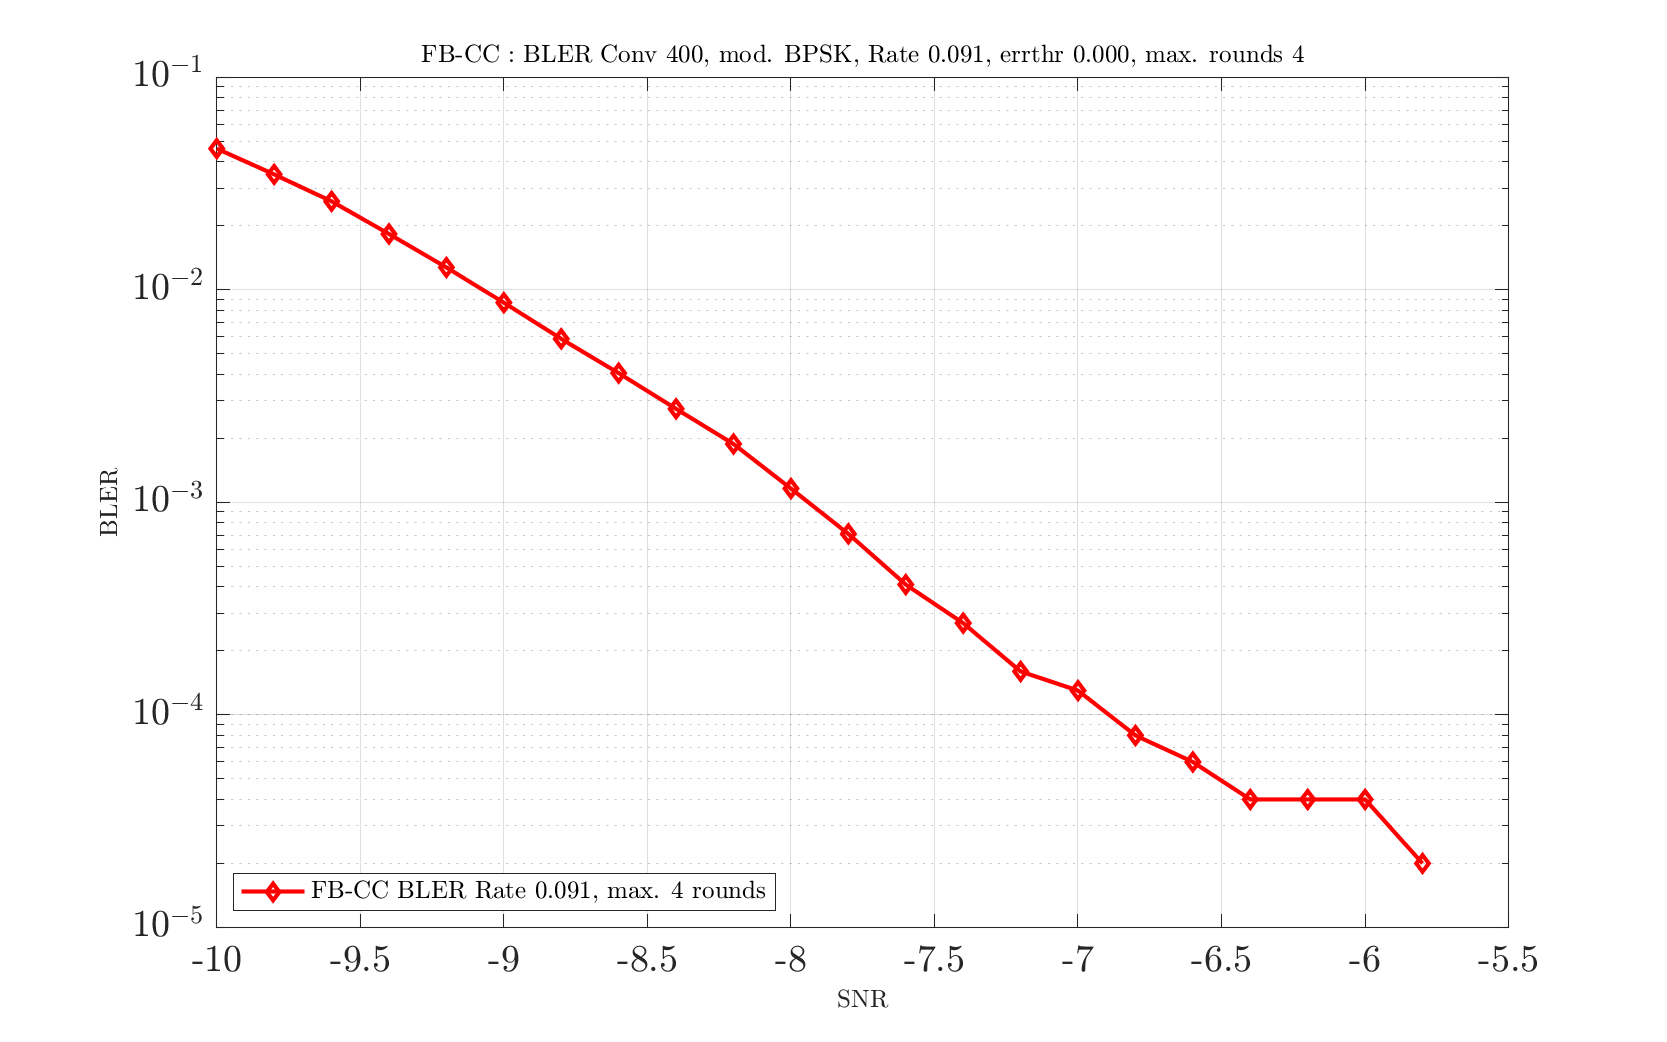 FB-CC : BLER Conv 400, mod. BPSK, Rate 0.091, errthr 0.000, max. rounds 4
10⁻¹
10⁻²
10⁻³
10⁻⁴
10⁻⁵
BLER
FB-CC BLER Rate 0.091, max. 4 rounds
-10 -9.5 -9 -8.5 -8 -7.5 -7 -6.5 -6 -5.5
SNR